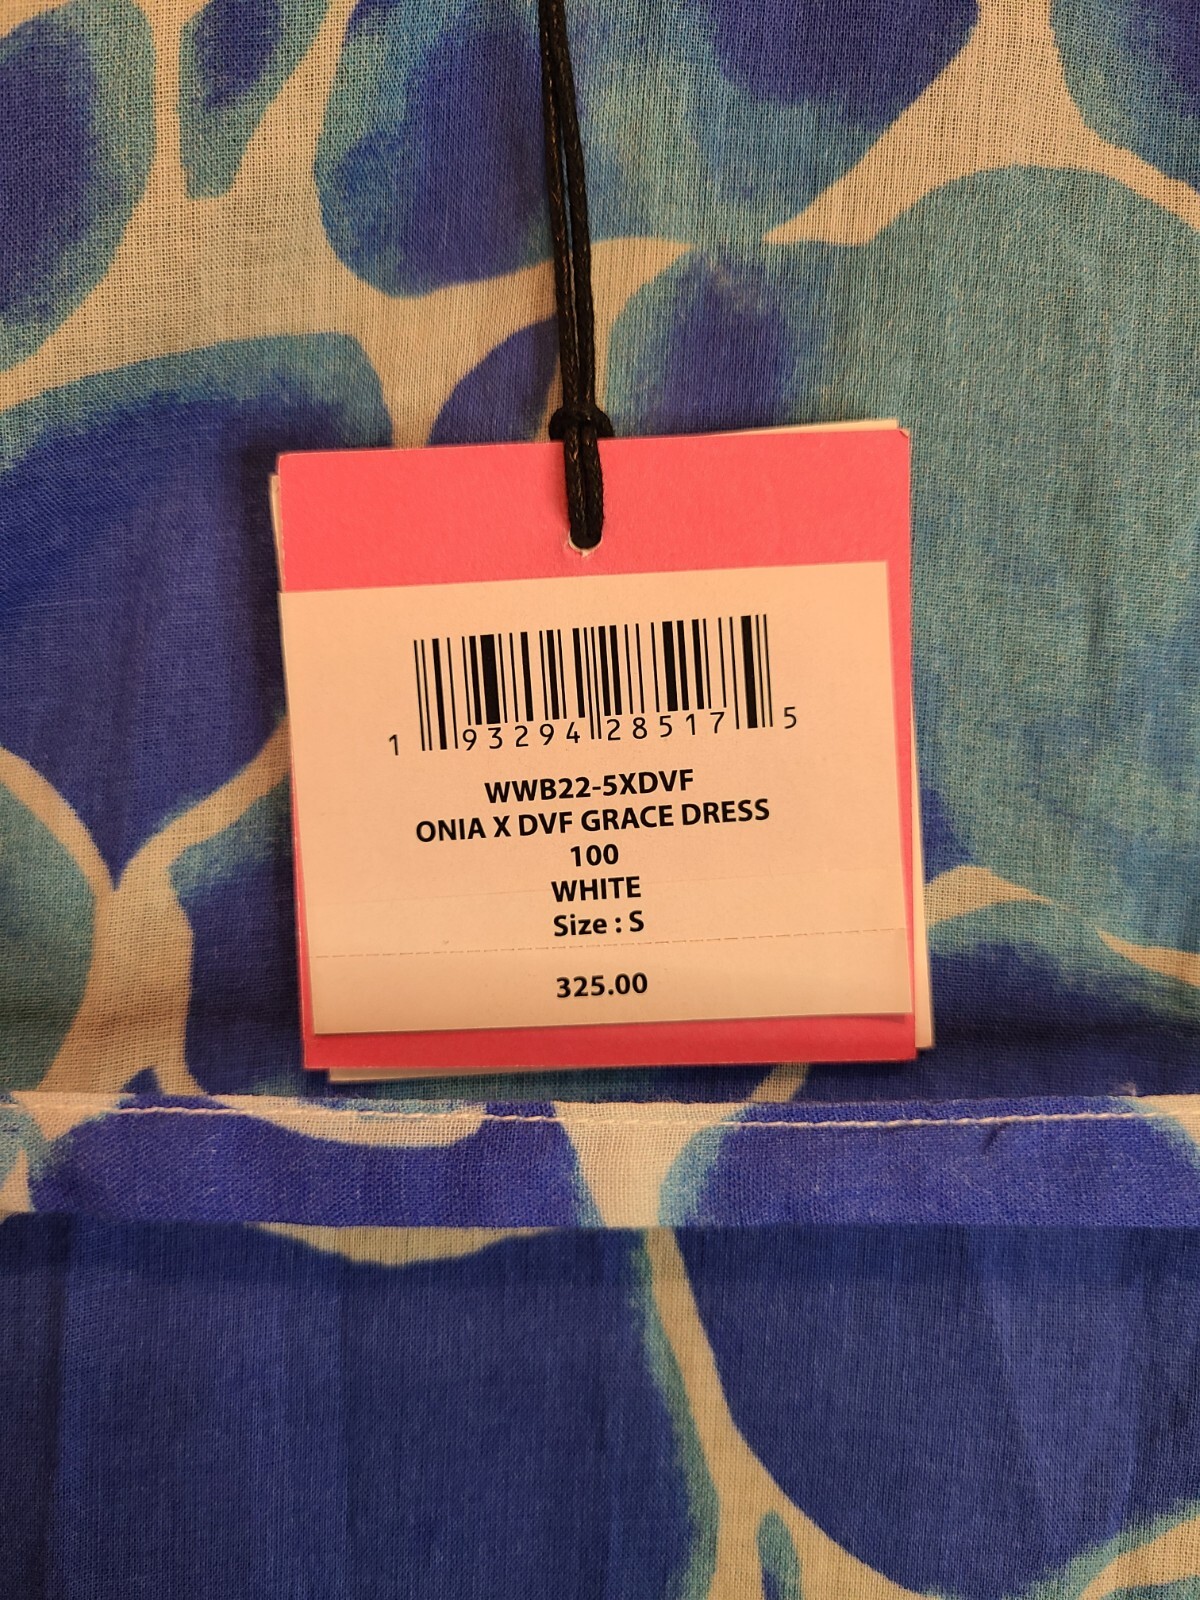 1 93294 28517 5
WWB22-5XDVF
ONIA X DVF GRACE DRESS
100
WHITE
Size : S
325.00